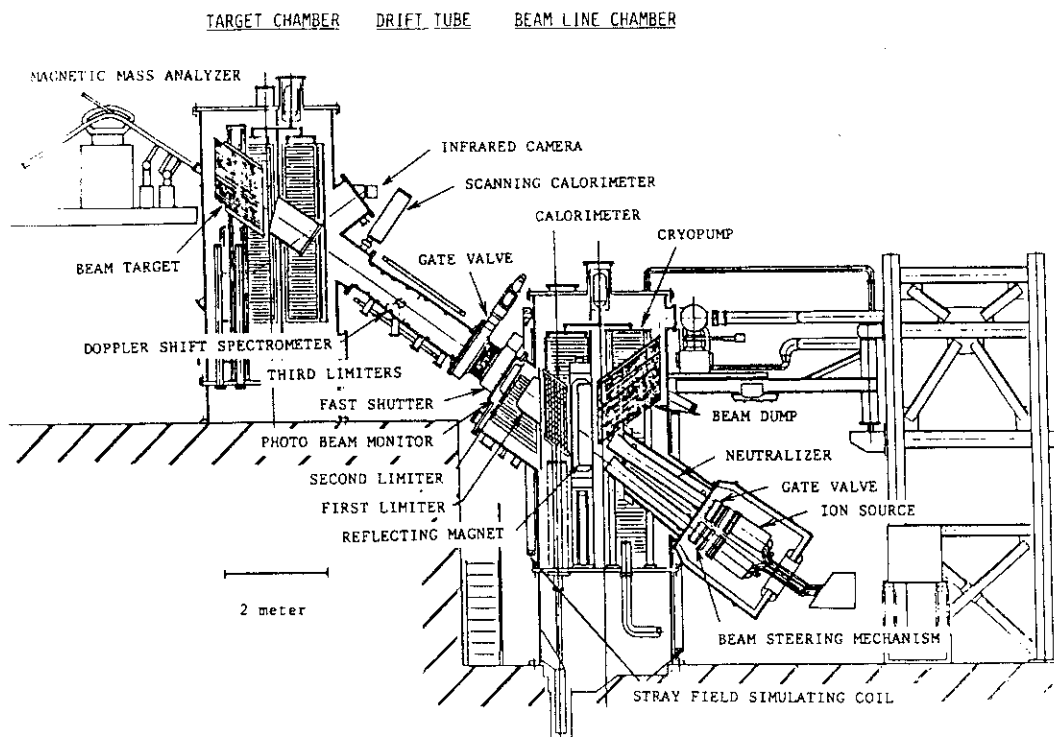 TARGET CHAMBER DRIFT TUBE BEAM LINE CHAMBER
MAGNETIC MASS ANALYZER
INFRARED CAMERA
SCANNING CALORIMETER
CALORIMETER
CRYOPUMP
BEAM TARGET
GATE VALVE
DOPPLER SHIFT SPECTROMETER
THIRD LIMITERS
FAST SHUTTER
BEAM DUMP
PHOTO BEAM MONITOR
NEUTRALIZER
SECOND LIMITER
GATE VALVE
FIRST LIMITER
ION SOURCE
REFLECTING MAGNET
2 meter
BEAM STEERING MECHANISM
STRAY FIELD SIMULATING COIL